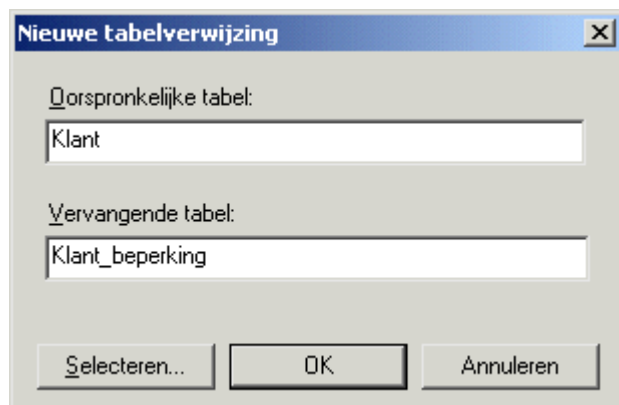 Nieuwe tabelverwijzing
Oorspronkelijke tabel:
Klant
Vervangende tabel:
Klant_beperking
Selecteren... OK Annuleren